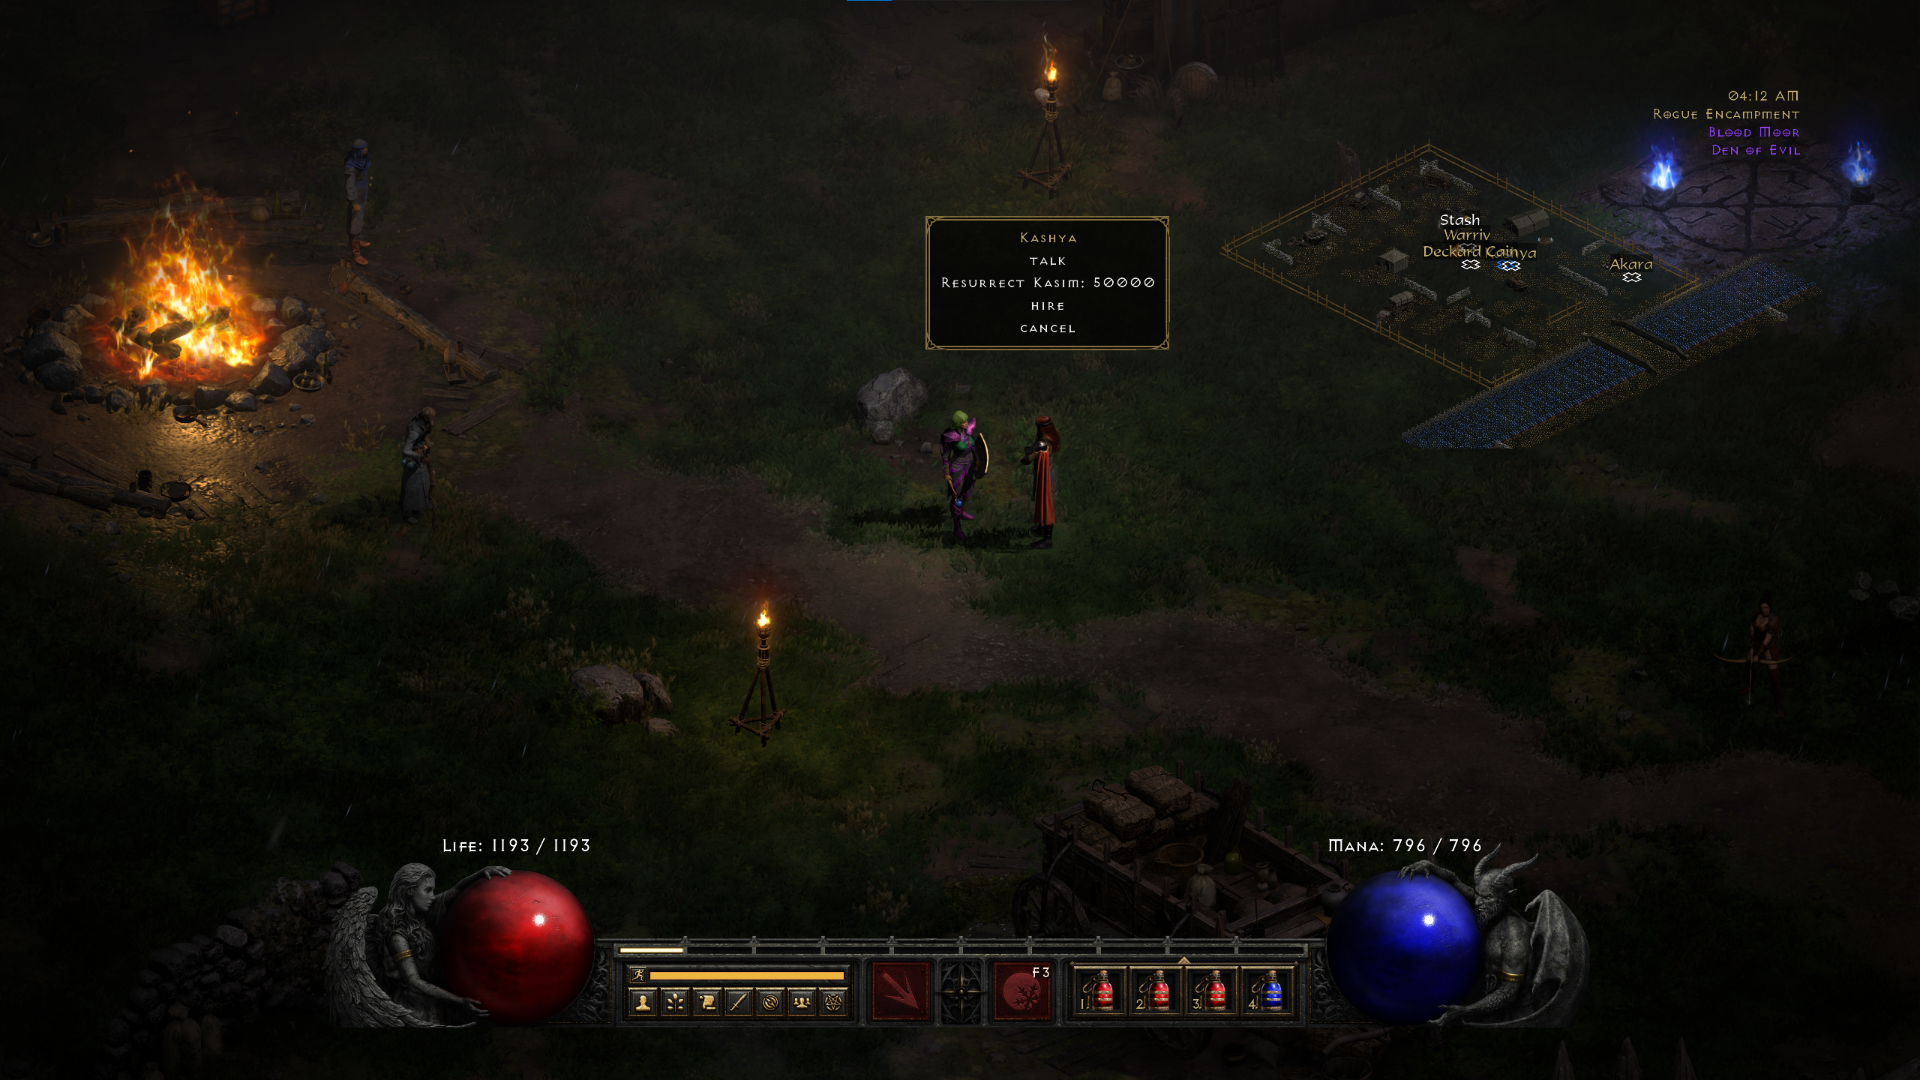 04:12 AM
Rogue Encampment
Blood Moor
Den of Evil
Stash
Warriv
Deckard Cain
Akara
Kashya
talk
Resurrect Kasim: 50000
hire
cancel
Life: 1193 / 1193
Mana: 796 / 796
F3
1
2
3
4